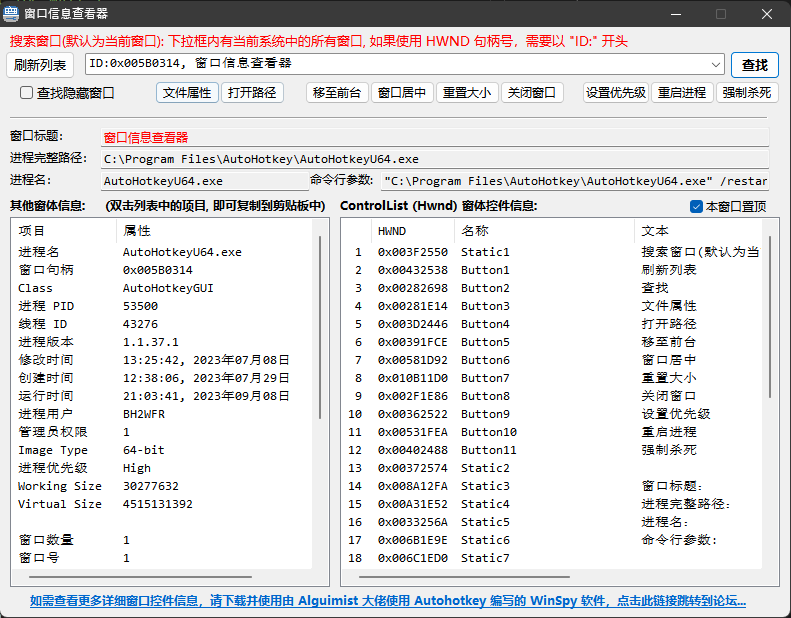 窗口信息查看器
搜索窗口(默认为当前窗口): 下拉框内有当前系统中的所有窗口, 如果使用 HWND 句柄号，需要以 "ID:" 开头
刷新列表 ID:0x005B0314, 窗口信息查看器 查找
查找隐藏窗口 文件属性 打开路径 移至前台 窗口居中 重置大小 关闭窗口 设置优先级 重启进程 强制杀死
窗口标题: 窗口信息查看器
进程完整路径: C:\Program Files\AutoHotkey\AutoHotkeyU64.exe
进程名: AutoHotkeyU64.exe 命令行参数: "C:\Program Files\AutoHotkey\AutoHotkeyU64.exe" /restar
其他窗体信息: (双击列表中的项目, 即可复制到剪贴板中) ControlList (Hwnd) 窗体控件信息: 本窗口置顶
项目 属性
进程名 AutoHotkeyU64.exe
窗口句柄 0x005B0314
Class AutoHotkeyGUI
进程 PID 53500
线程 ID 43276
进程版本 1.1.37.1
修改时间 13:25:42, 2023年07月08日
创建时间 12:38:06, 2023年07月29日
运行时间 21:03:41, 2023年09月08日
进程用户 BH2WFR
管理员权限 1
Image Type 64-bit
进程优先级 High
Working Size 30277632
Virtual Size 4515131392
窗口数量 1
窗口号 1
HWND 名称 文本
1 0x003F2550 Static1 搜索窗口(默认为当
2 0x00432538 Button1 刷新列表
3 0x00282698 Button2 查找
4 0x00281E14 Button3 文件属性
5 0x003D2446 Button4 打开路径
6 0x00391FCE Button5 移至前台
7 0x00581D92 Button6 窗口居中
8 0x010B11D0 Button7 重置大小
9 0x002F1E86 Button8 关闭窗口
10 0x00362522 Button9 设置优先级
11 0x00531FEA Button10 重启进程
12 0x00402488 Button11 强制杀死
13 0x00372574 Static2
14 0x008A12FA Static3 窗口标题:
15 0x00A31E52 Static4 进程完整路径:
16 0x0033256A Static5 进程名:
17 0x006B1E9E Static6 命令行参数:
18 0x006C1ED0 Static7
如需查看更多详细窗口控件信息，请下载并使用由 Alguimist 大佬使用 Autohotkey 编写的 WinSpy 软件，点击此链接跳转到论坛...